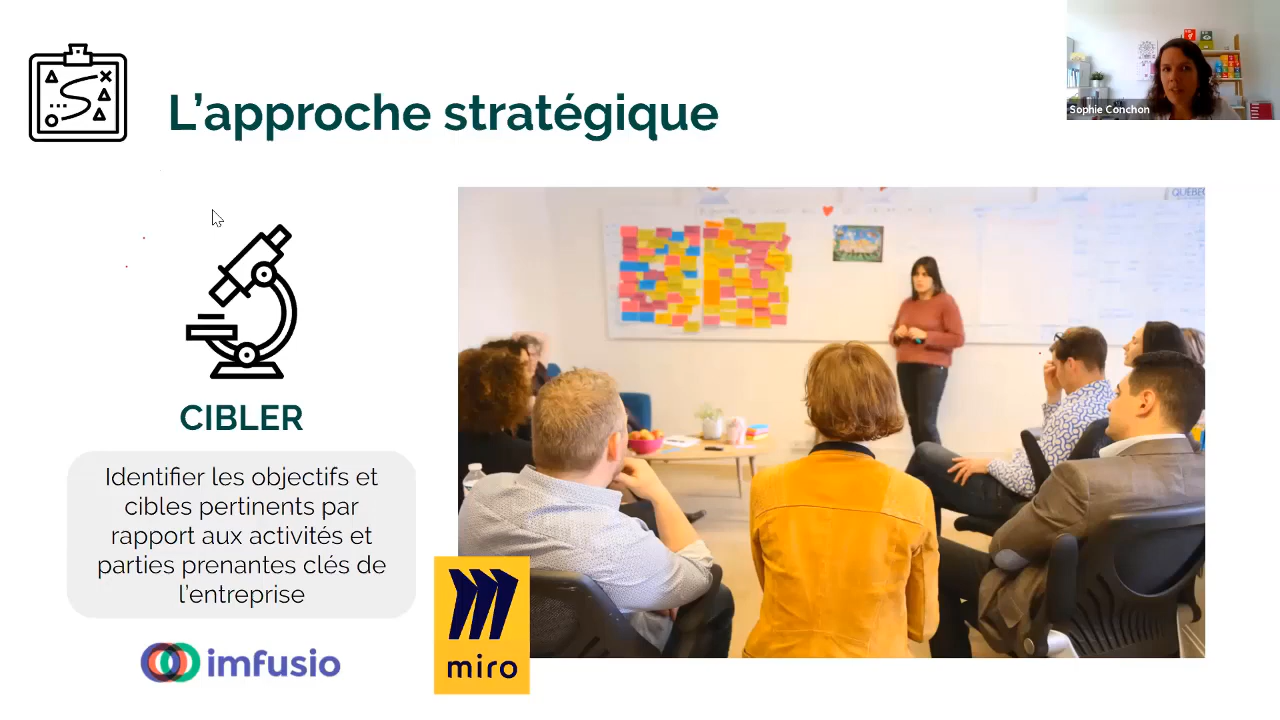 L'approche stratégique
Sophie Conchon
QUÉBEC
CIBLER
Identifier les objectifs et
cibles pertinents par
rapport aux activités et
parties prenantes clés de
l'entreprise
imfusio
miro